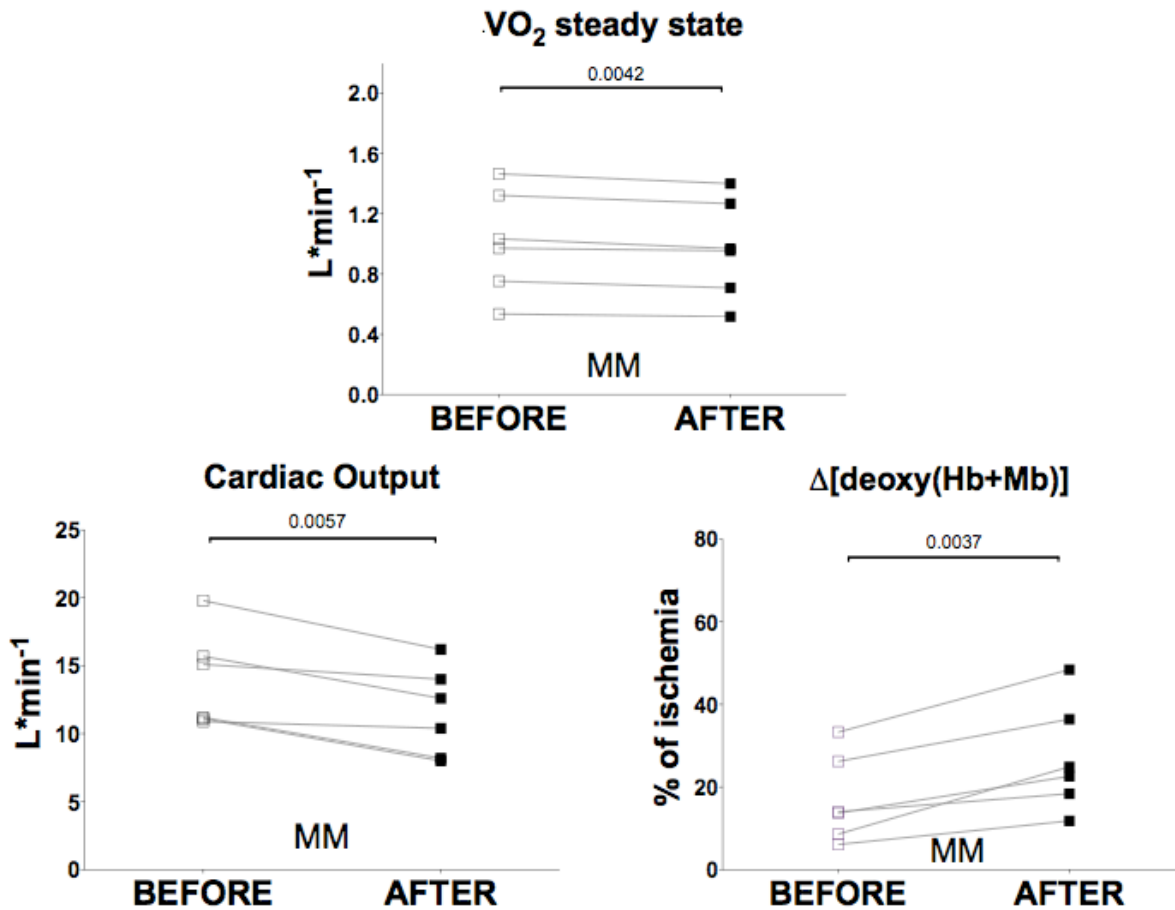 .VO₂ steady state
0.0042
L*min⁻¹
2.0
1.6
1.2
0.8
0.4
0.0
MM
BEFORE AFTER
Cardiac Output
0.0057
L*min⁻¹
25
20
15
10
5
0
MM
BEFORE AFTER
Δ[deoxy(Hb+Mb)]
0.0037
% of ischemia
80
60
40
20
0
MM
BEFORE AFTER